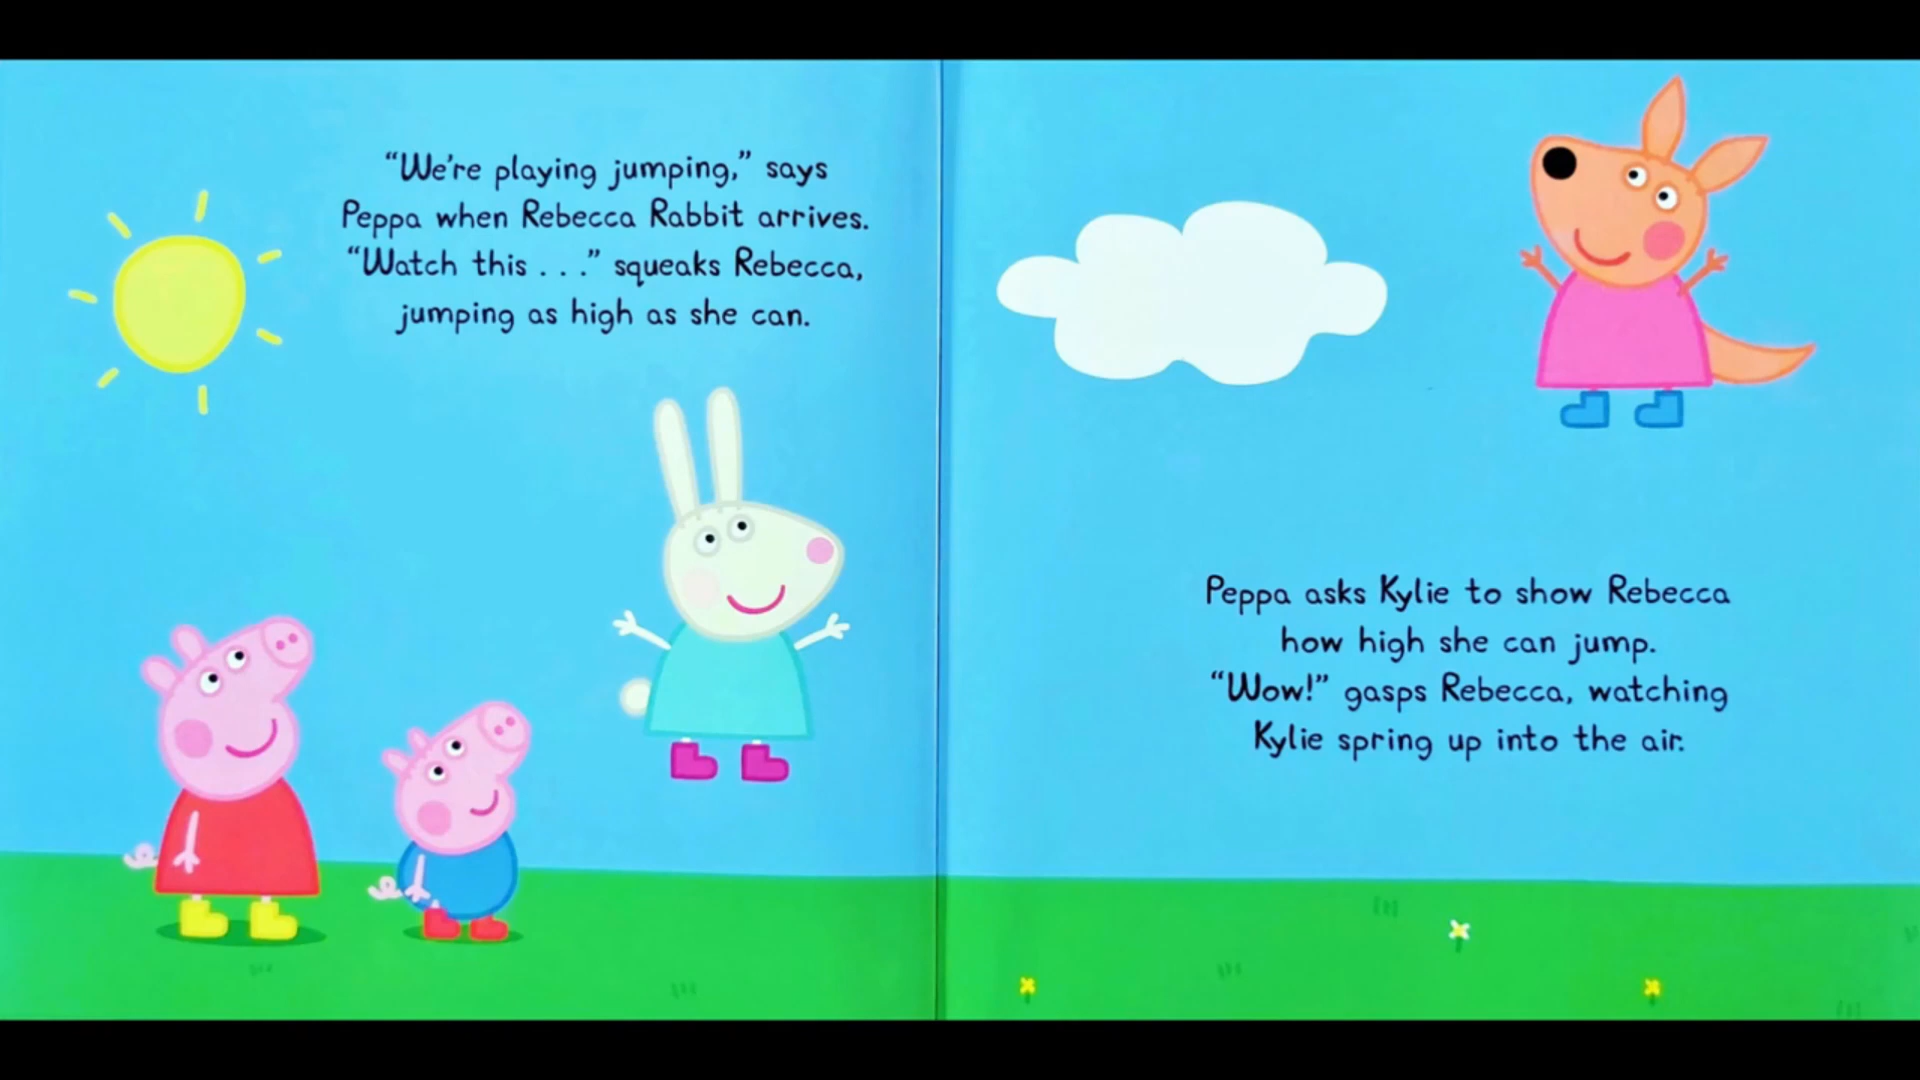 “We’re playing jumping,” says
Peppa when Rebecca Rabbit arrives.
“Watch this . . .” squeaks Rebecca,
jumping as high as she can.
Peppa asks Kylie to show Rebecca
how high she can jump.
“Wow!” gasps Rebecca, watching
Kylie spring up into the air.